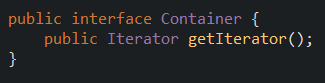 public interface Container {
    public Iterator getIterator();
}